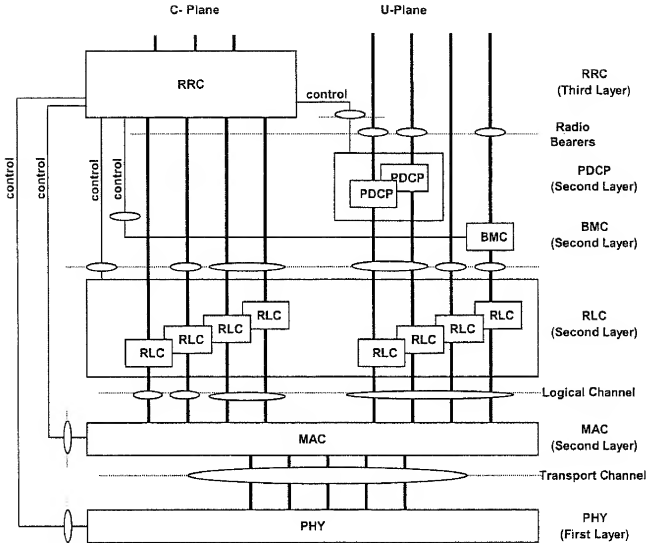 C- Plane
U-Plane
RRC
control
RRC
(Third Layer)
Radio
Bearers
control
control
control
control
PDCP
PDCP
PDCP
(Second Layer)
BMC
BMC
(Second Layer)
RLC
RLC
RLC
RLC
RLC
RLC
RLC
RLC
RLC
(Second Layer)
Logical Channel
MAC
MAC
(Second Layer)
Transport Channel
PHY
PHY
(First Layer)